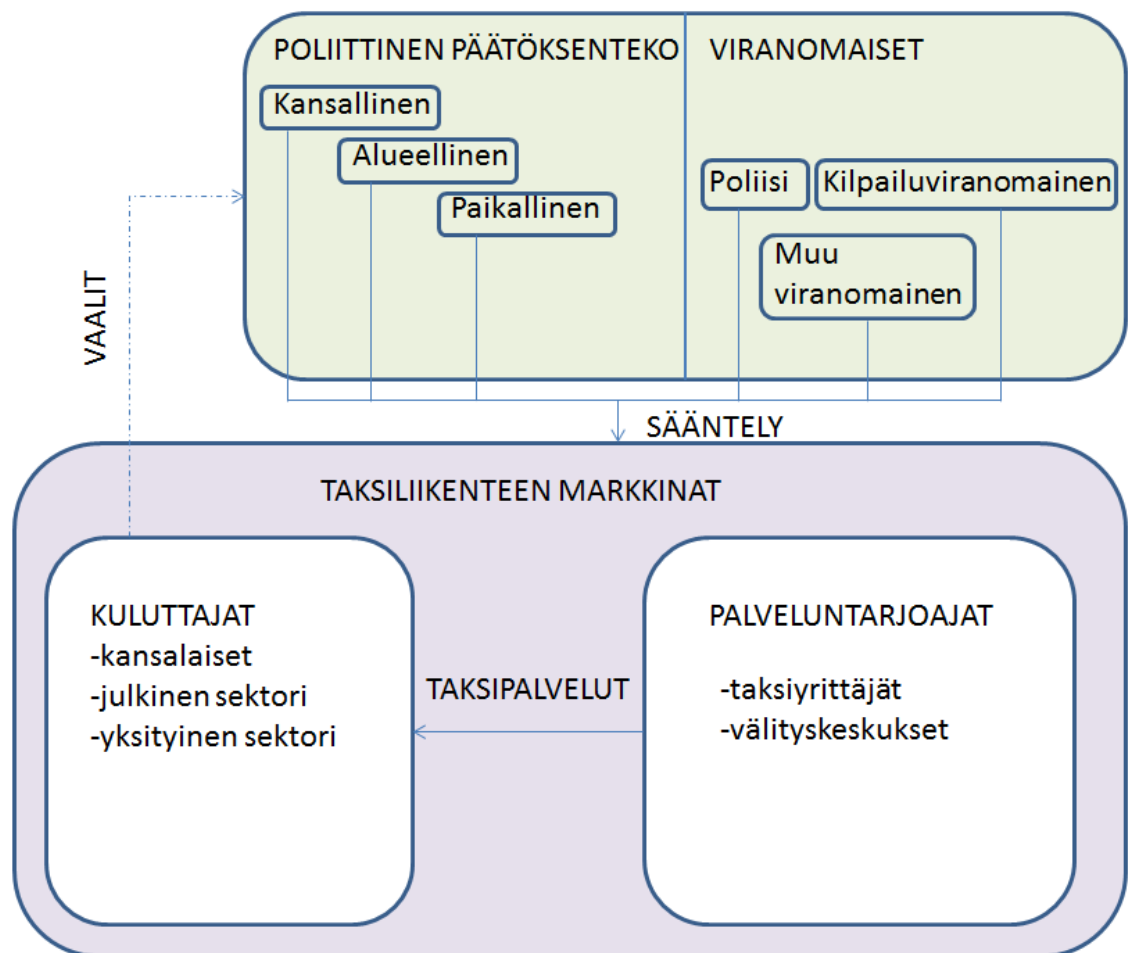 POLIITTINEN PÄÄTÖKSENTEKO
Kansallinen
Alueellinen
Paikallinen
VIRANOMAISET
Poliisi
Kilpailuviranomainen
Muu
viranomainen
VAALIT
SÄÄNTELY
TAKSILIIKENTEEN MARKKINAT
KULUTTAJAT
-kansalaiset
-julkinen sektori
-yksityinen sektori
TAKSIPALVELUT
PALVELUNTARJOAJAT
-taksiyrittäjät
-välityskeskukset